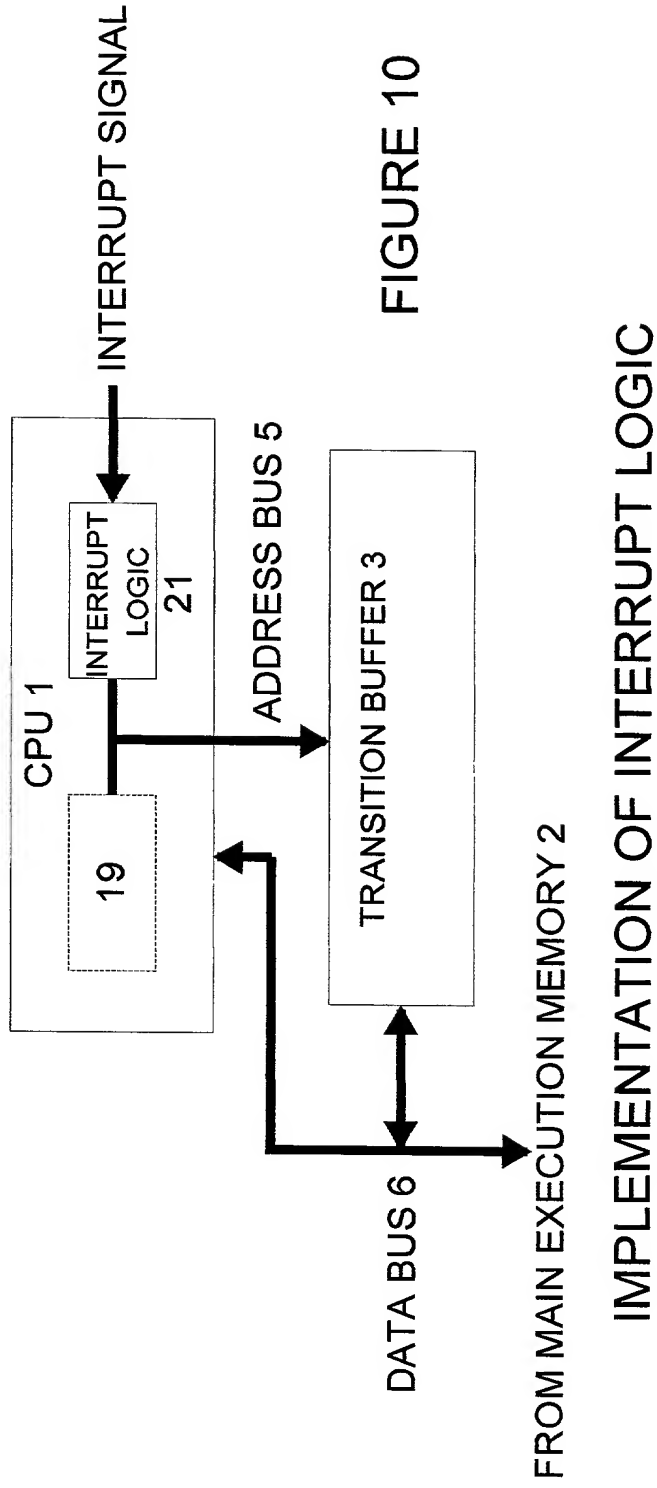 CPU 1
19
INTERRUPT
LOGIC
21
INTERRUPT SIGNAL
ADDRESS BUS 5
TRANSITION BUFFER 3
DATA BUS 6
FROM MAIN EXECUTION MEMORY 2
FIGURE 10
IMPLEMENTATION OF INTERRUPT LOGIC